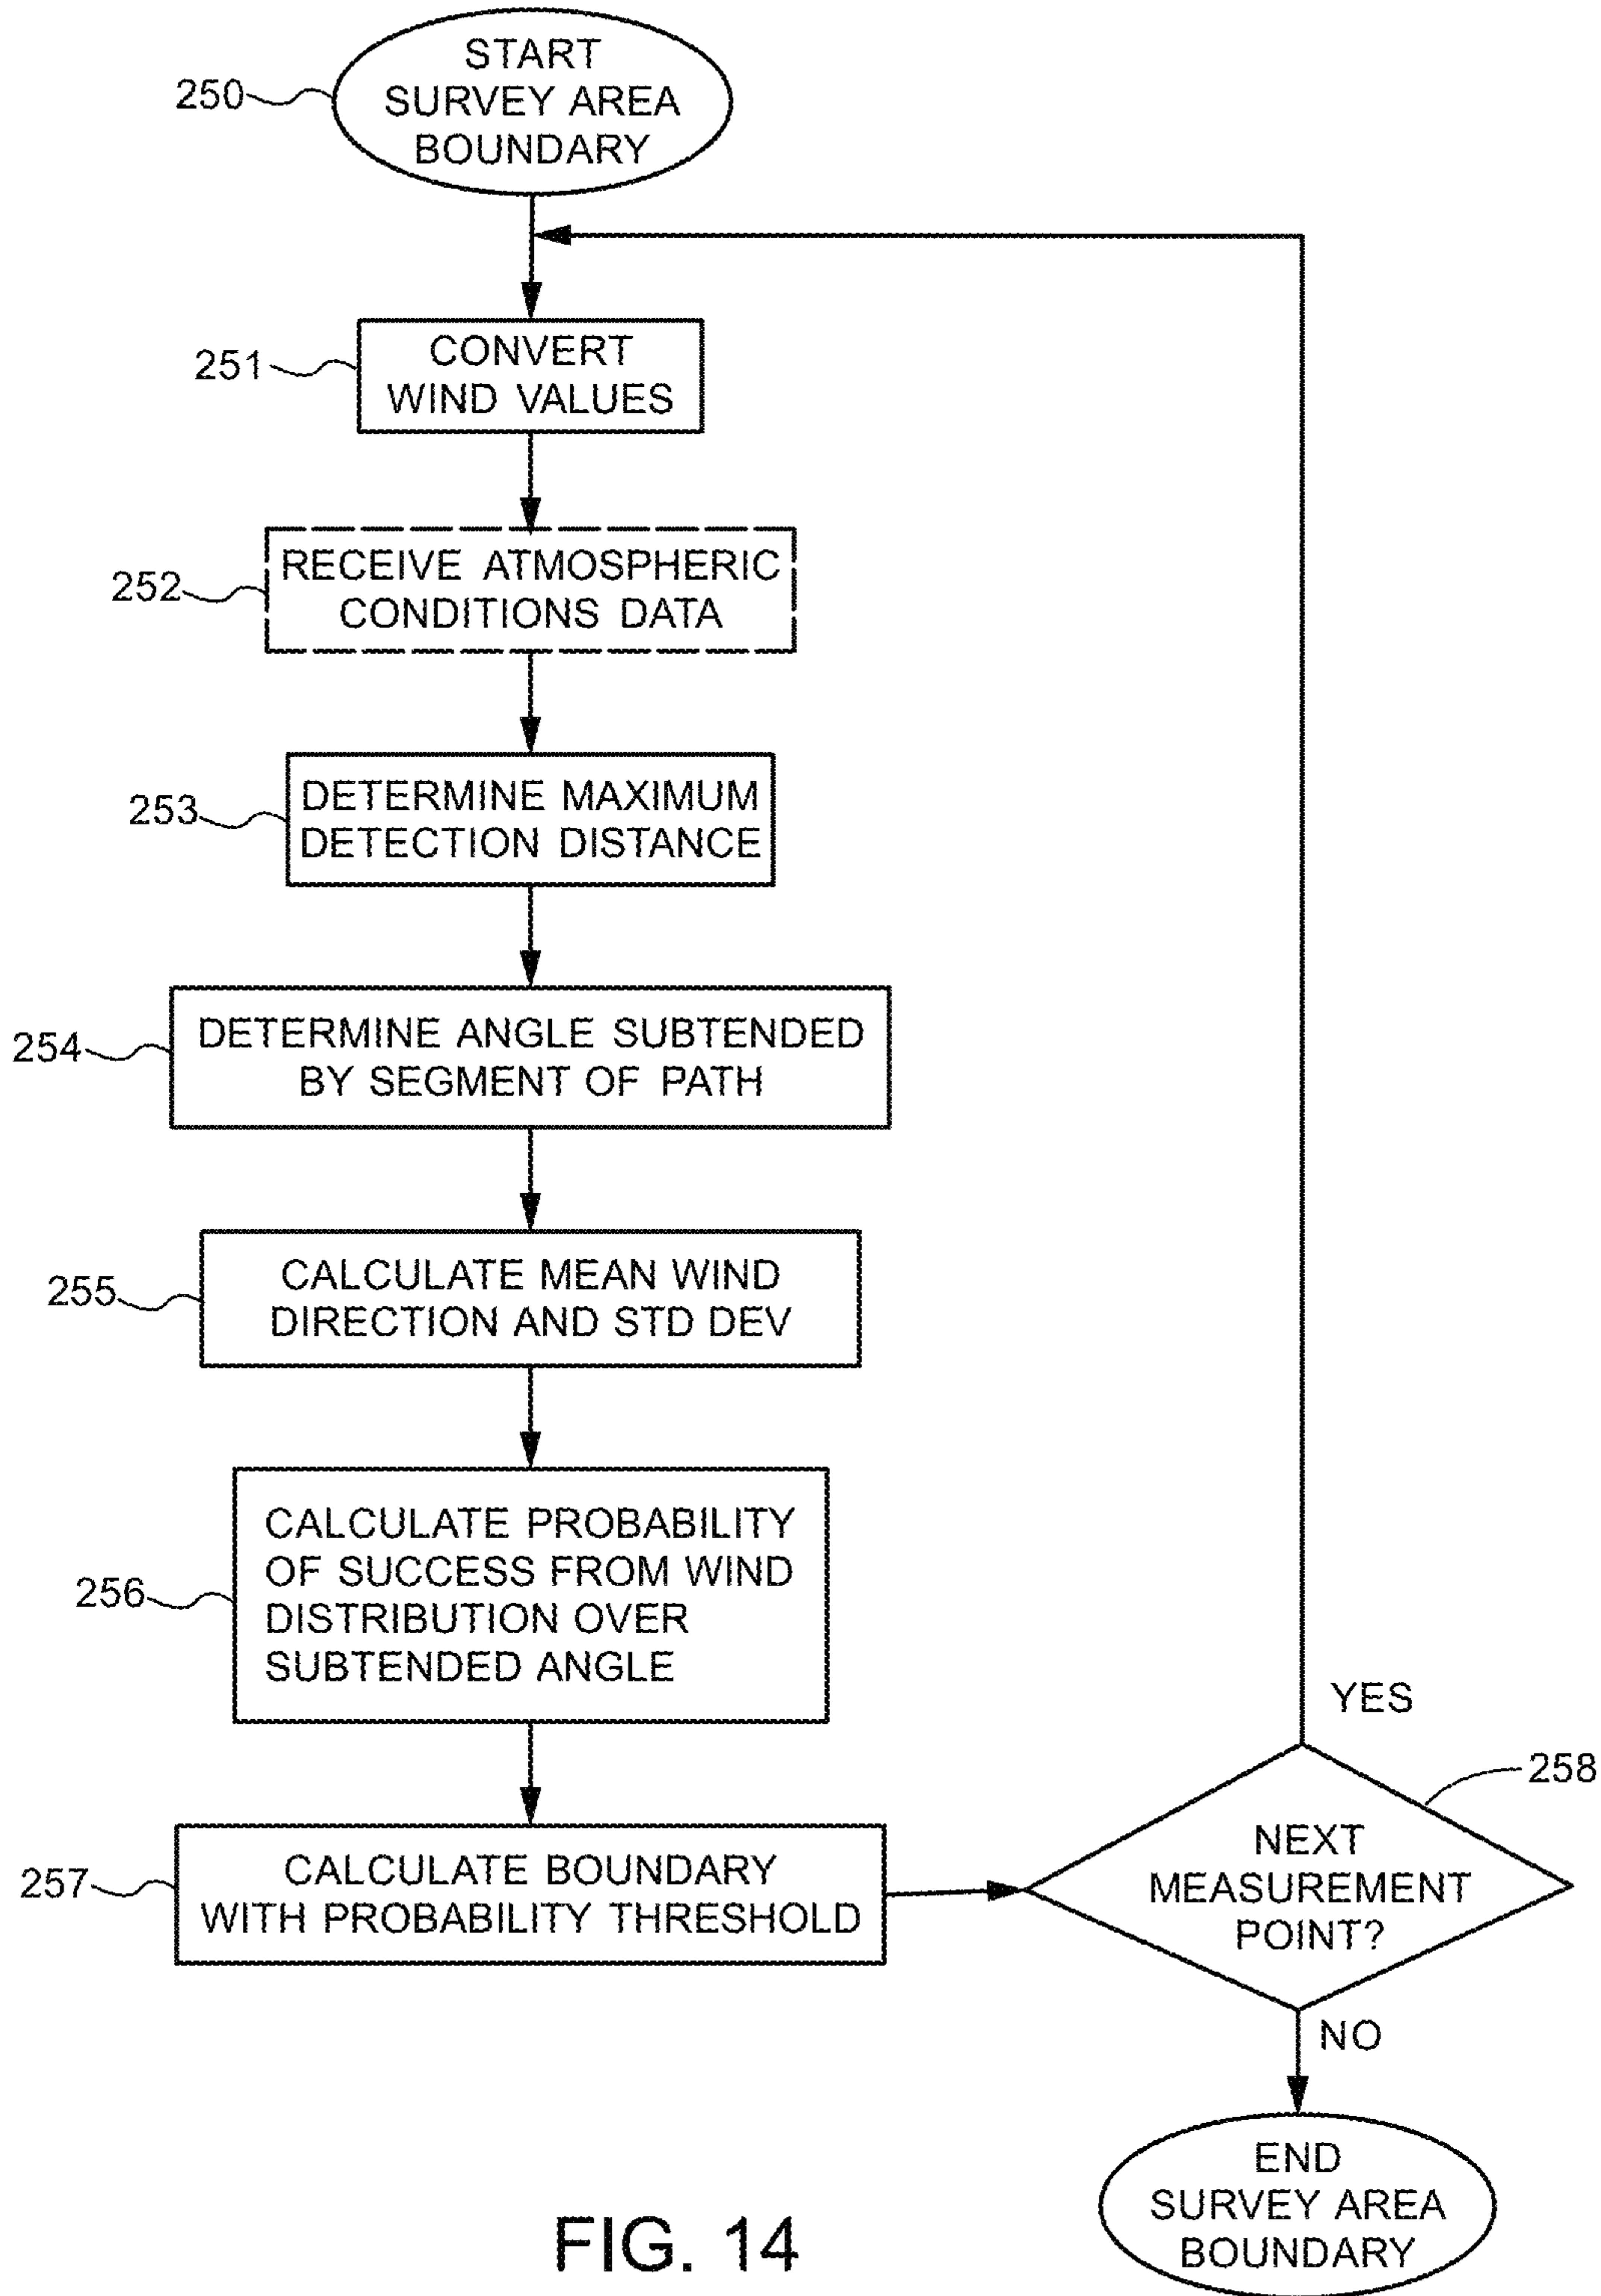 START
SURVEY AREA
BOUNDARY
250
251
CONVERT
WIND VALUES
252
RECEIVE ATMOSPHERIC
CONDITIONS DATA
253
DETERMINE MAXIMUM
DETECTION DISTANCE
254
DETERMINE ANGLE SUBTENDED
BY SEGMENT OF PATH
255
CALCULATE MEAN WIND
DIRECTION AND STD DEV
256
CALCULATE PROBABILITY
OF SUCCESS FROM WIND
DISTRIBUTION OVER
SUBTENDED ANGLE
257
CALCULATE BOUNDARY
WITH PROBABILITY THRESHOLD
YES
258
NEXT
MEASUREMENT
POINT?
NO
END
SURVEY AREA
BOUNDARY
FIG. 14